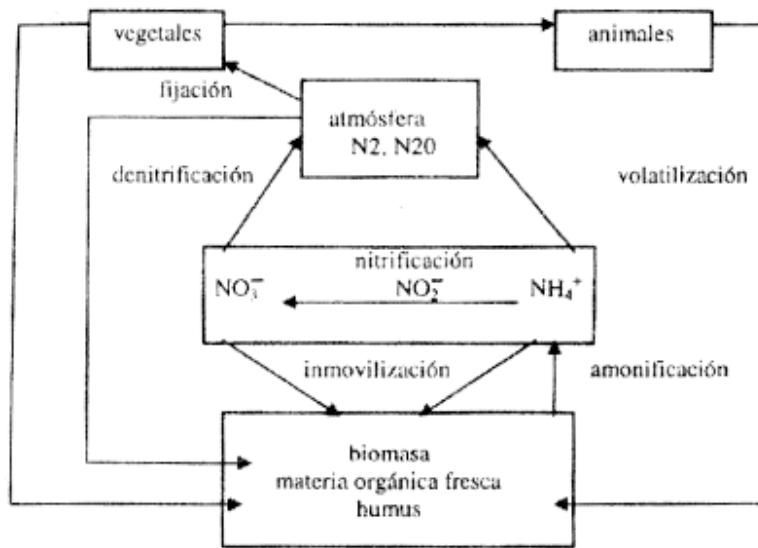 vegetales
animales
fijación
atmósfera
N2, N20
denitrificación
volatilización
nitrificación
NO₃⁻ NO₂⁻ NH₄⁺
inmovilización
amonificación
biomasa
materia orgánica fresca
humus